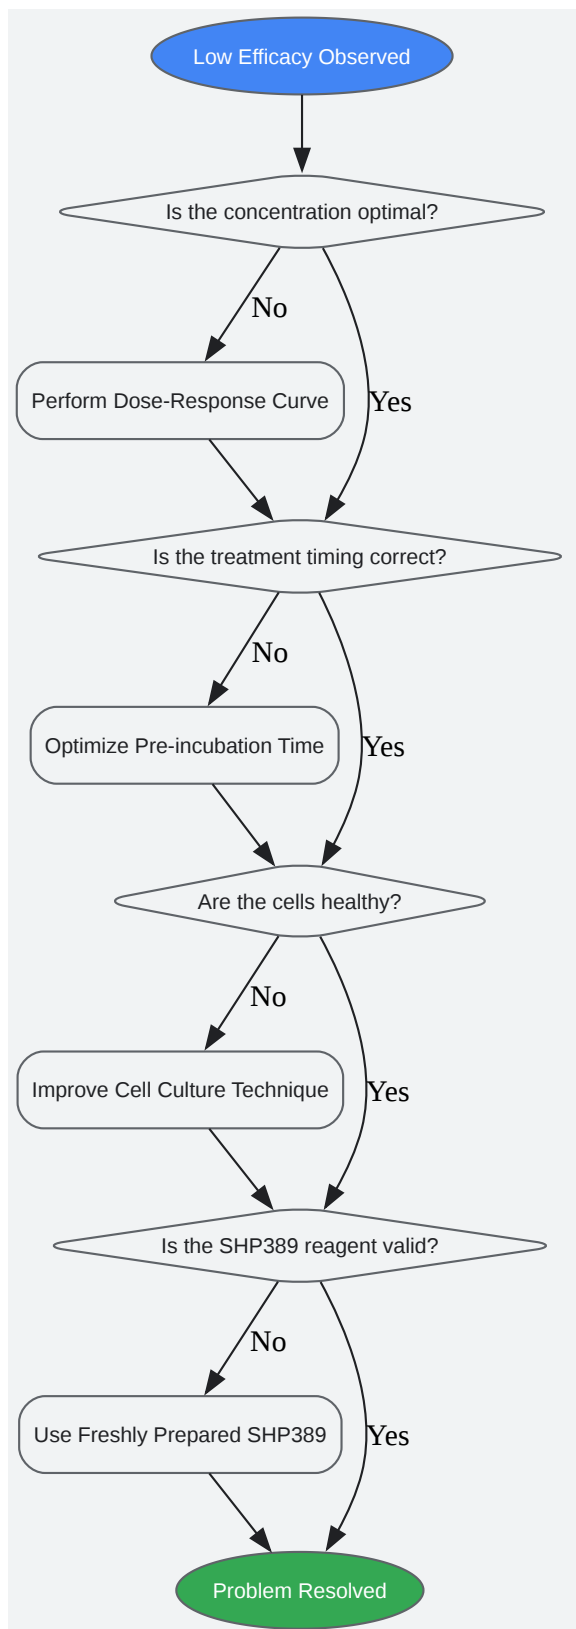 Low Efficacy Observed
Is the concentration optimal?
No
Perform Dose-Response Curve
Yes
Is the treatment timing correct?
No
Optimize Pre-incubation Time
Yes
Are the cells healthy?
No
Improve Cell Culture Technique
Yes
Is the SHP389 reagent valid?
No
Use Freshly Prepared SHP389
Yes
Problem Resolved